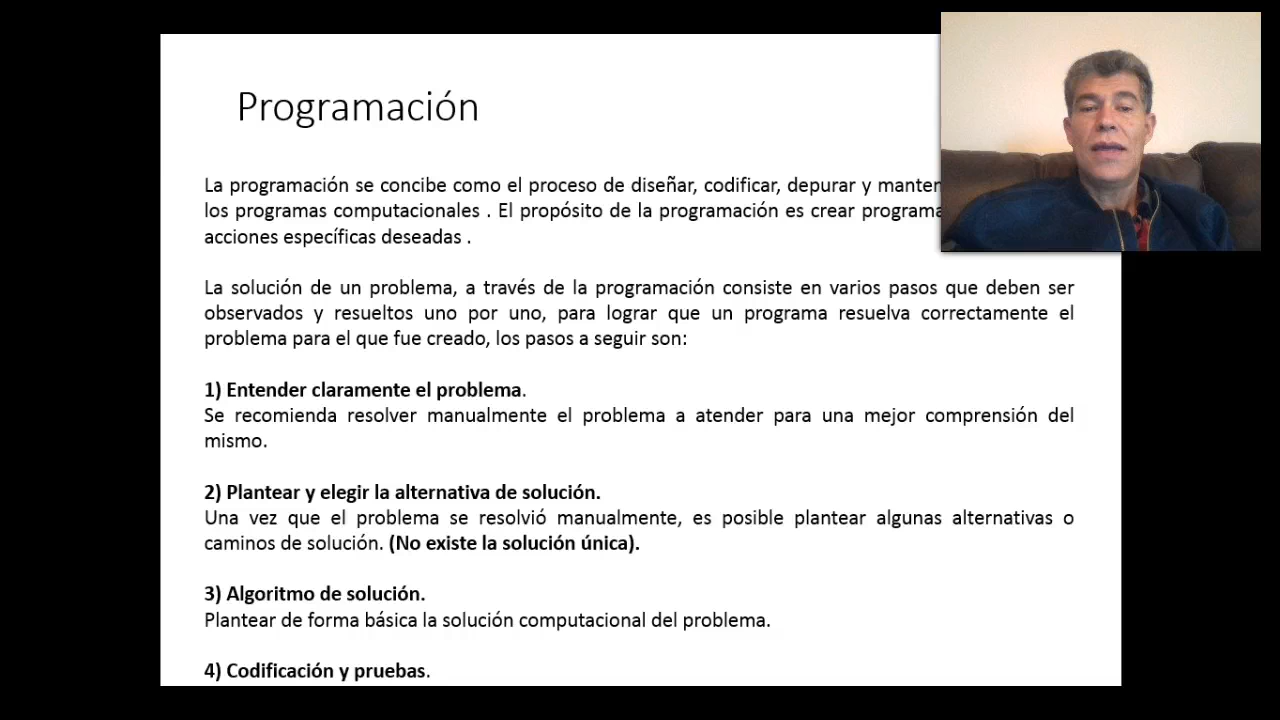 Programación
La programación se concibe como el proceso de diseñar, codificar, depurar y
los programas computacionales . El propósito de la programación es crear
acciones específicas deseadas .
La solución de un problema, a través de la programación consiste en varios pasos que deben ser
observados y resueltos uno por uno, para lograr que un programa resuelva correctamente el
problema para el que fue creado, los pasos a seguir son:
1) Entender claramente el problema.
Se recomienda resolver manualmente el problema a atender para una mejor comprensión del
mismo.
2) Plantear y elegir la alternativa de solución.
Una vez que el problema se resolvió manualmente, es posible plantear algunas alternativas o
caminos de solución. (No existe la solución única).
3) Algoritmo de solución.
Plantear de forma básica la solución computacional del problema.
4) Codificación y pruebas.